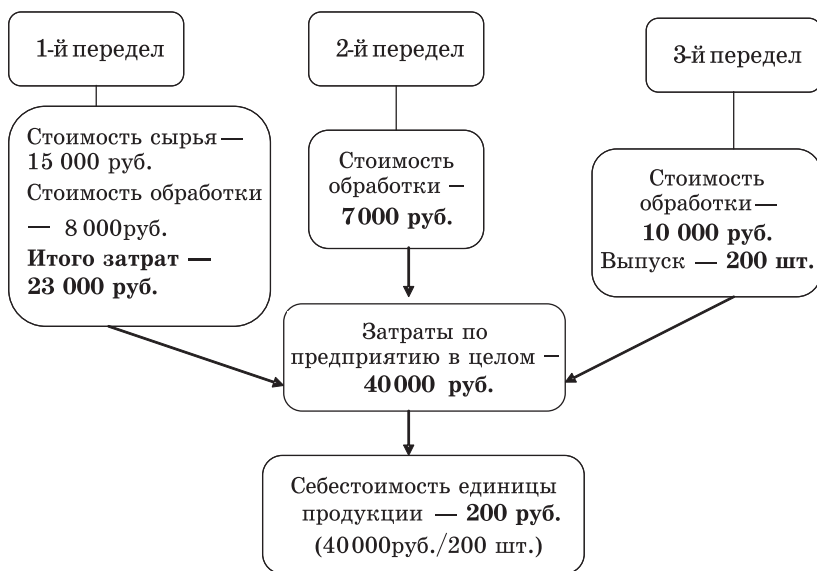 1-й передел
2-й передел
3-й передел
Стоимость сырья —
15 000 руб.
Стоимость обработки
— 8 000руб.
Итого затрат —
23 000 руб.
Стоимость
обработки –
7000 руб.
Стоимость
обработки—
10 000 руб.
Выпуск — 200 шт.
Затраты по
предприятию в целом –
40000 руб.
Себестоимость единицы
продукции — 200 руб.
(40000руб./200 шт.)